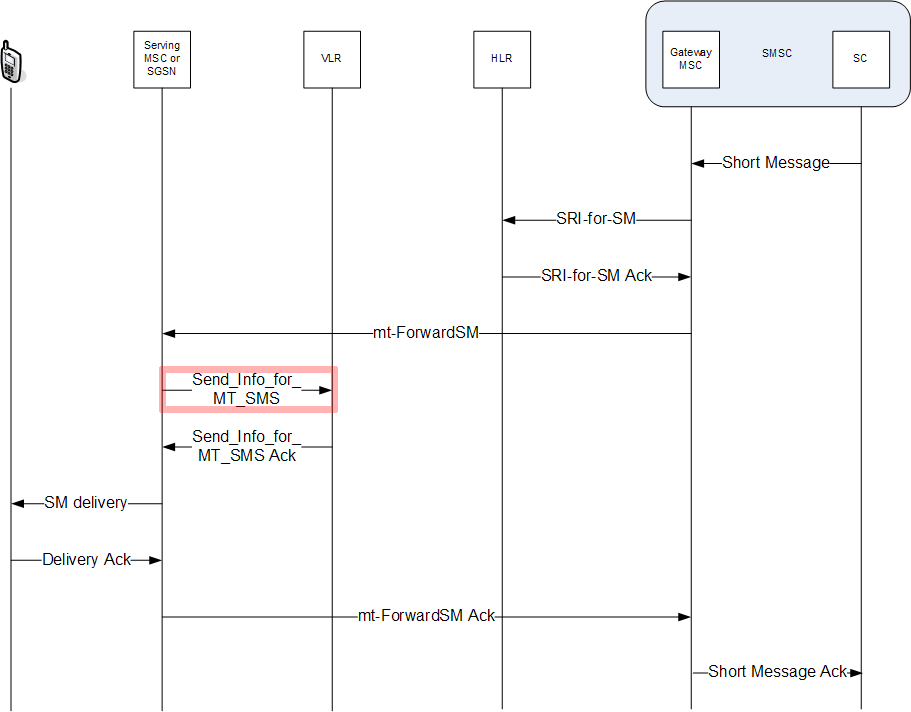 Serving
MSC or
SGSN
VLR
HLR
Gateway
MSC
SMSC
SC
Short Message
SRI-for-SM
SRI-for-SM Ack
mt-ForwardSM
Send_Info_for_
MT_SMS
Send_Info_for_
MT_SMS Ack
SM delivery
Delivery Ack
mt-ForwardSM Ack
Short Message Ack